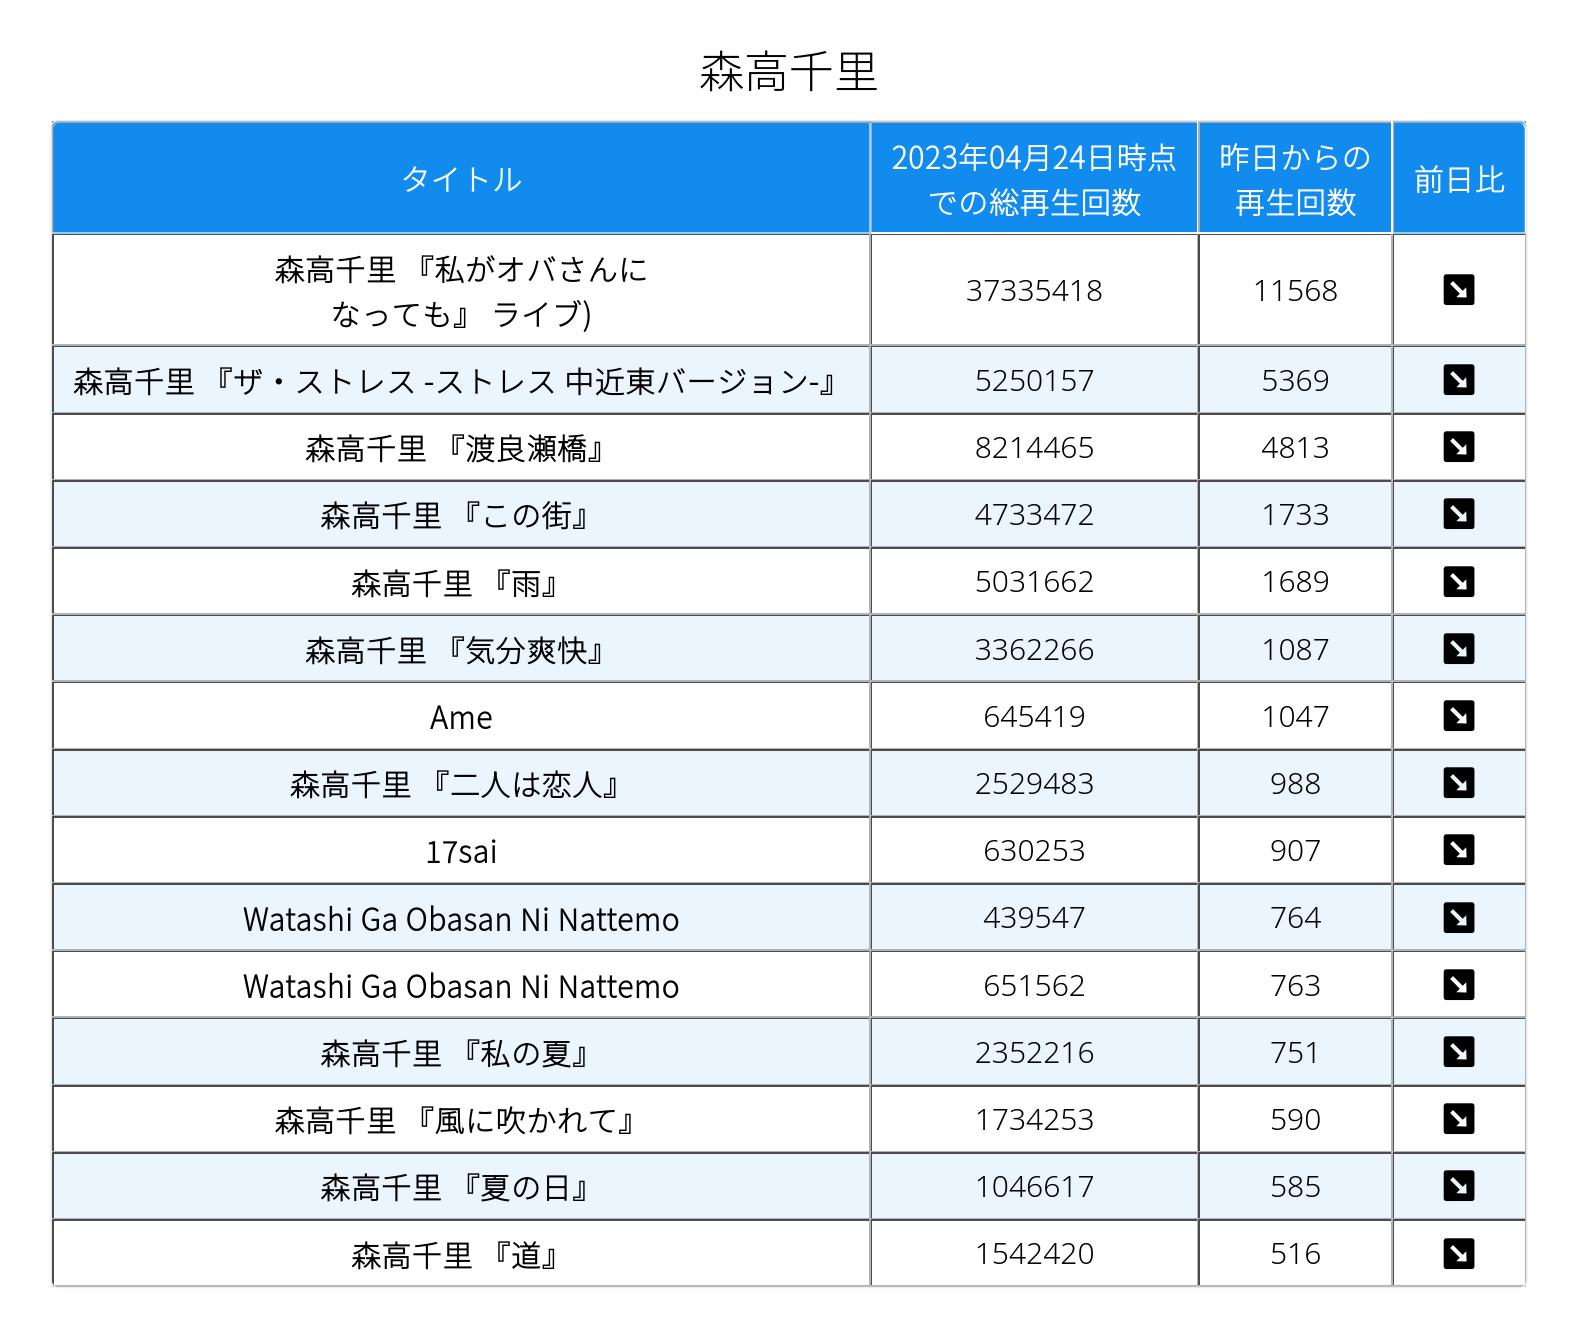 森高千里
タイトル
2023年04月24日時点
での総再生回数
昨日からの
再生回数
前日比
森高千里 『私がオバさんに
なっても』 ライブ)
37335418
11568
森高千里 『ザ・ストレス -ストレス 中近東バージョン-』
5250157
5369
森高千里 『渡良瀬橋』
8214465
4813
森高千里 『この街』
4733472
1733
森高千里 『雨』
5031662
1689
森高千里 『気分爽快』
3362266
1087
Ame
645419
1047
森高千里 『二人は恋人』
2529483
988
17sai
630253
907
Watashi Ga Obasan Ni Nattemo
439547
764
Watashi Ga Obasan Ni Nattemo
651562
763
森高千里 『私の夏』
2352216
751
森高千里 『風に吹かれて』
1734253
590
森高千里 『夏の日』
1046617
585
森高千里 『道』
1542420
516